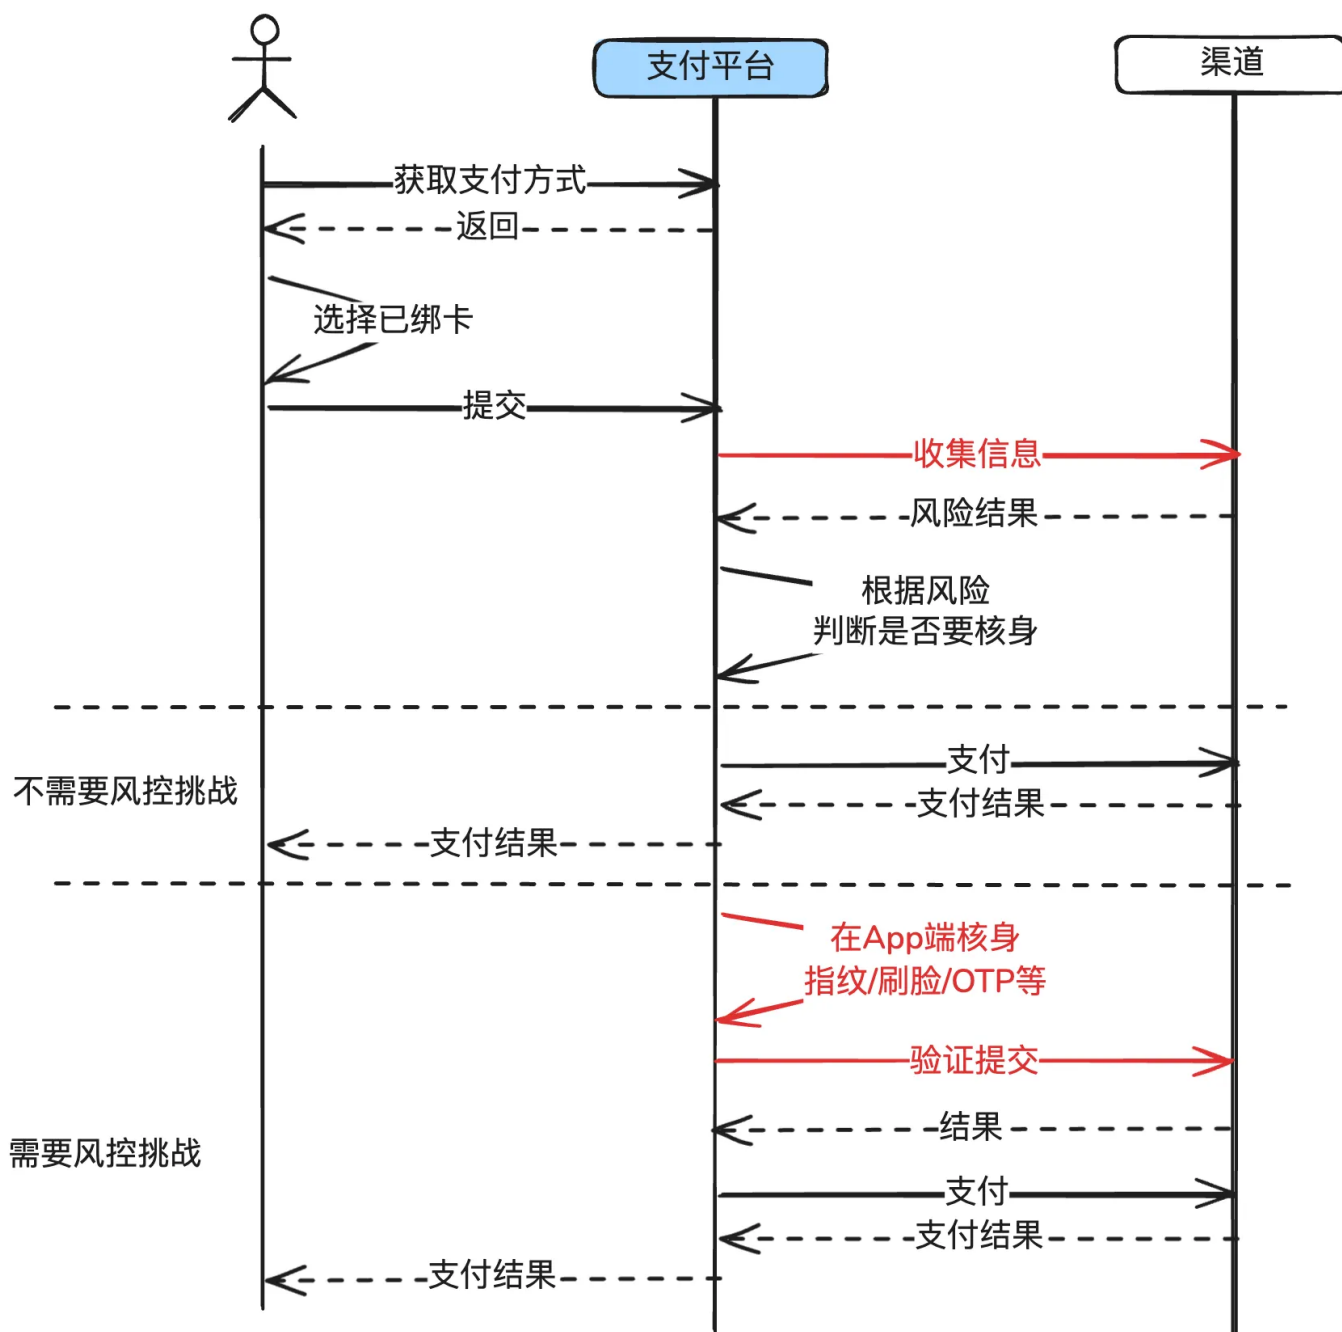 支付平台
渠道
获取支付方式
返回
选择已绑卡
提交
收集信息
风险结果
根据风险
判断是否要核身
不需要风控挑战
支付
支付结果
支付结果
在App端核身
指纹/刷脸/OTP等
验证提交
结果
需要风控挑战
支付
支付结果
支付结果